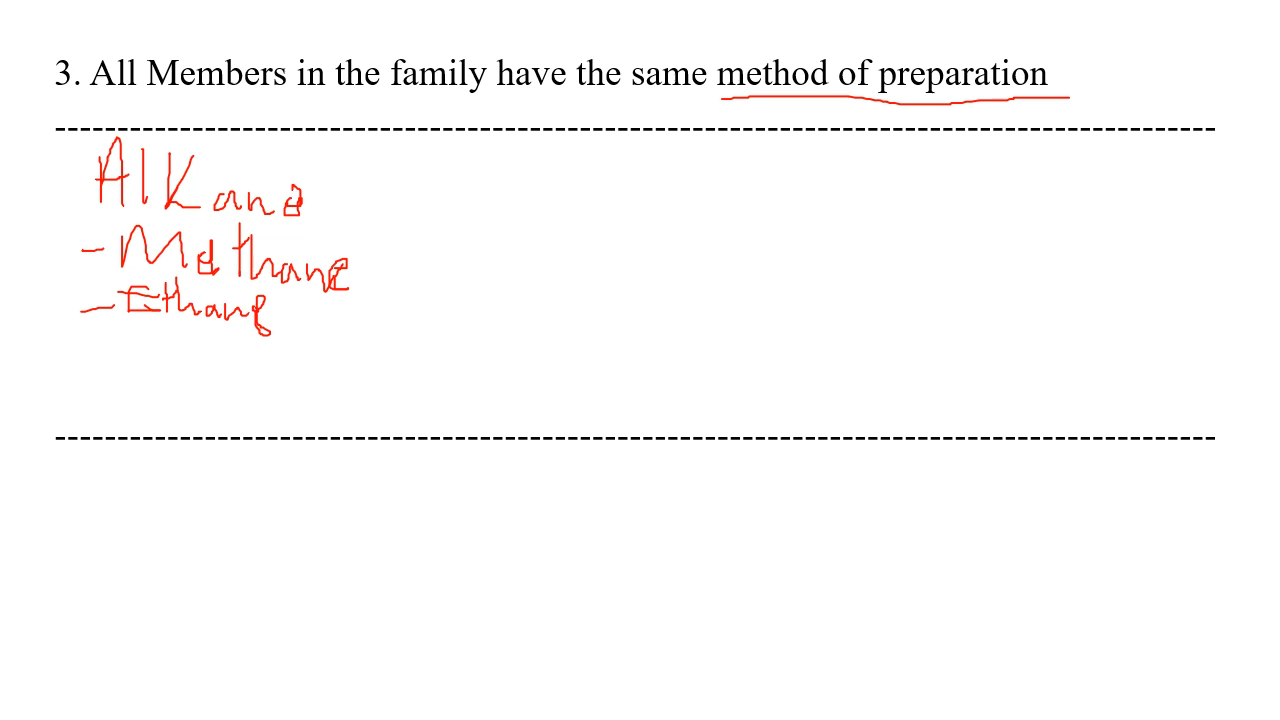 3. All Members in the family have the same method of preparation
Alkane
- Methane
- Ethane